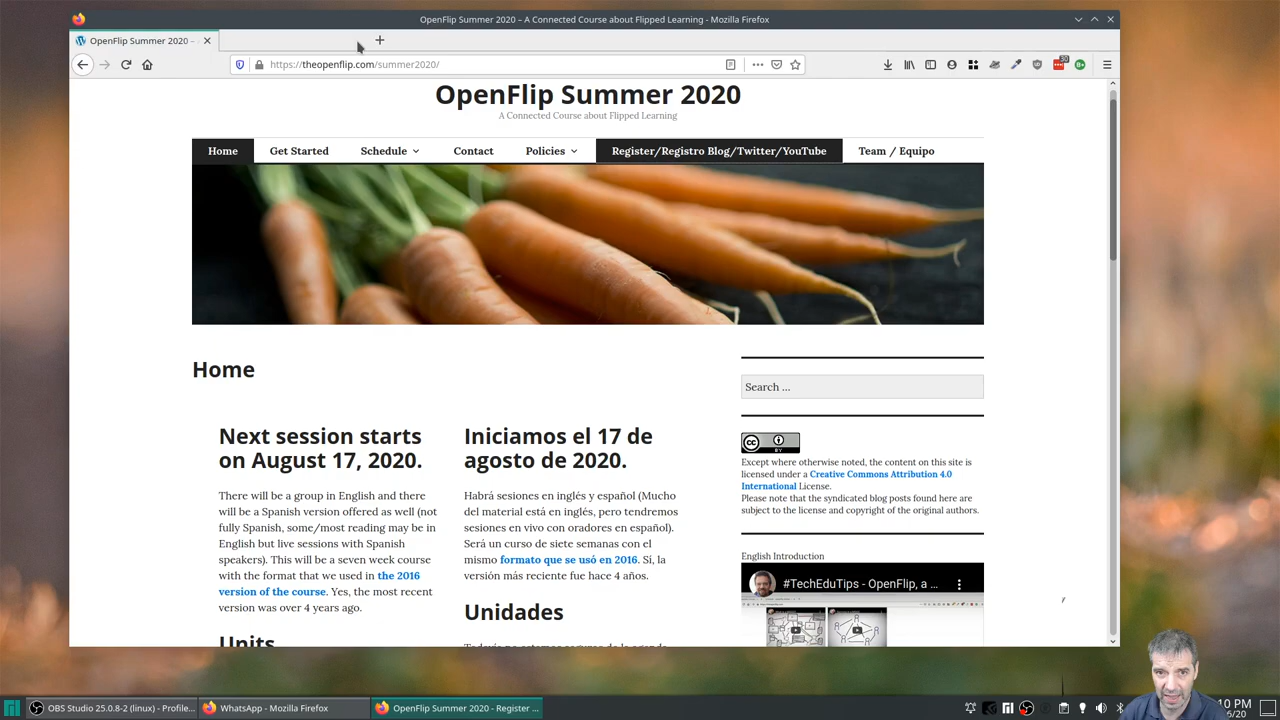 OpenFlip Summer 2020 – A Connected Course about Flipped Learning - Mozilla Firefox
OpenFlip Summer 2020 –
https://theopenflip.com/summer2020/
OpenFlip Summer 2020
A Connected Course about Flipped Learning
Home
Get Started
Schedule
Contact
Policies
Register/Registro Blog/Twitter/YouTube
Team / Equipo
Home
Next session starts
on August 17, 2020.
There will be a group in English and there
will be a Spanish version offered as well (not
fully Spanish, some/most reading may be in
English but live sessions with Spanish
speakers). This will be a seven week course
with the format that we used in the 2016
version of the course. Yes, the most recent
version was over 4 years ago.
Units
Iniciamos el 17 de
agosto de 2020.
Habrá sesiones en inglés y español (Mucho
del material está en inglés, pero tendremos
sesiones en vivo con oradores en español).
Será un curso de siete semanas con el
mismo formato que se usó en 2016. Sí, la
versión más reciente fue hace 4 años.
Unidades
Search …
CC BY
Except where otherwise noted, the content on this site is
licensed under a Creative Commons Attribution 4.0
International License.
Please note that the syndicated blog posts found here are
subject to the license and copyright of the original authors.
English Introduction
#TechEduTips - OpenFlip, a ...
OBS Studio 25.0.8-2 (linux) - Profile...
WhatsApp - Mozilla Firefox
OpenFlip Summer 2020 - Register ...
10 PM
6/20